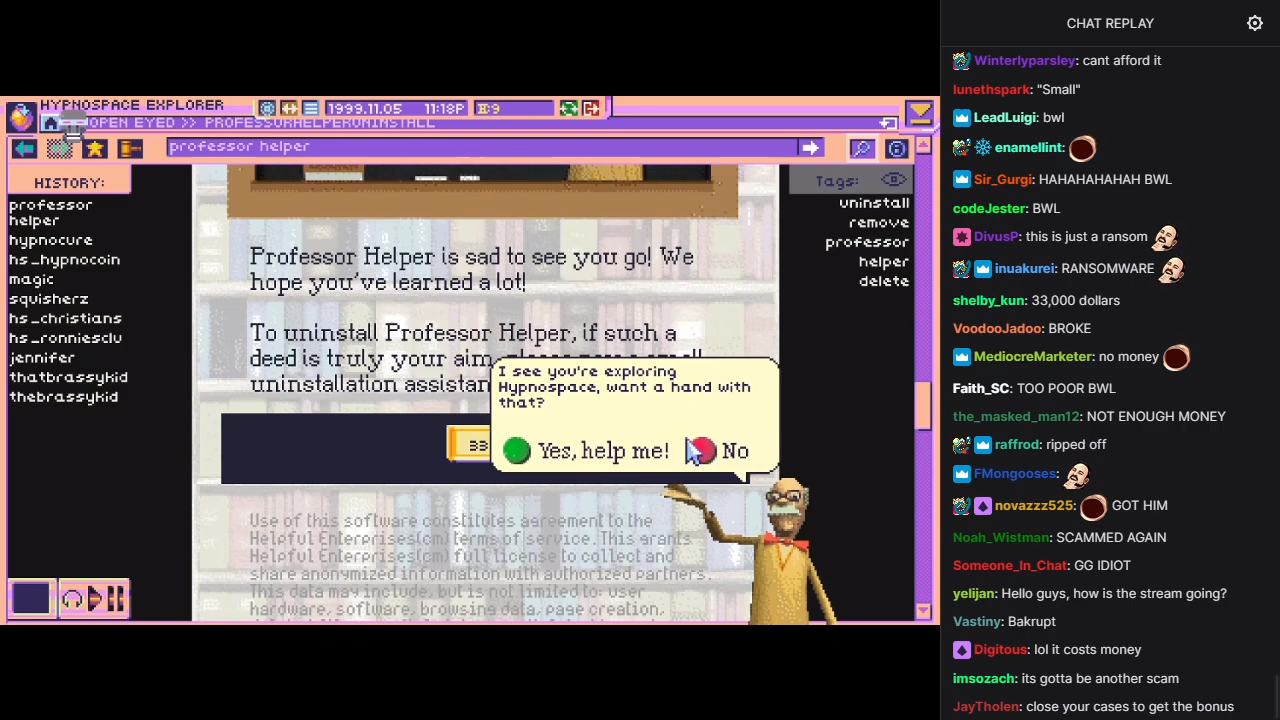 HYPNOSPACE EXPLORER
1999.11.05 11:18P
:9
OPEN EYED >> PROFESSORHELPERUNINSTALL
professor helper
HISTORY:
professor
helper
hypnocure
hs_hypnocoin
magic
squisherz
hs_christians
hs_ronniesclu
jennifer
thatbrassykid
thebrassykid
Professor Helper is sad to see you go! We
hope you've learned a lot!
To uninstall Professor Helper, if such a
deed is truly your aim,
uninstallation assistan
33
I see you're exploring
Hypnospace, want a hand with
that?
Yes, help me!
No
Use of this software constitutes agreement to the
Helpful Enterprises(cm) terms of service. This grants
Helpful Enterprises(cm) full license to collect and
share anonymized information with authorized partners.
This data may include, but is not limited to: user
hardware, software, browsing data, page creation,
Tags:
uninstall
remove
professor
helper
delete
CHAT REPLAY
Winterlyparsley: cant afford it
lunethspark: "Small"
LeadLuigi: bwl
enamellint:
Sir_Gurgi: HAHAHAHAHAH BWL
codeJester: BWL
DivusP: this is just a ransom
inuakurei: RANSOMWARE
shelby_kun: 33,000 dollars
VoodooJadoo: BROKE
MediocreMarketer: no money
Faith_SC: TOO POOR BWL
the_masked_man12: NOT ENOUGH MONEY
raffrod: ripped off
FMongooses:
novazzz525: GOT HIM
Noah_Wistman: SCAMMED AGAIN
Someone_In_Chat: GG IDIOT
yelijan: Hello guys, how is the stream going?
Vastiny: Bakrupt
Digitous: lol it costs money
imsozach: its gotta be another scam
JayTholen: close your cases to get the bonus